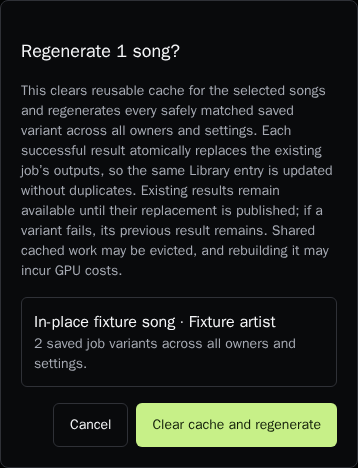 Regenerate 1 song?
This clears reusable cache for the selected songs
and regenerates every safely matched saved
variant across all owners and settings. Each
successful result atomically replaces the existing
job’s outputs, so the same Library entry is updated
without duplicates. Existing results remain
available until their replacement is published; if a
variant fails, its previous result remains. Shared
cached work may be evicted, and rebuilding it may
incur GPU costs.
In-place fixture song · Fixture artist
2 saved job variants across all owners and
settings.
Cancel
Clear cache and regenerate